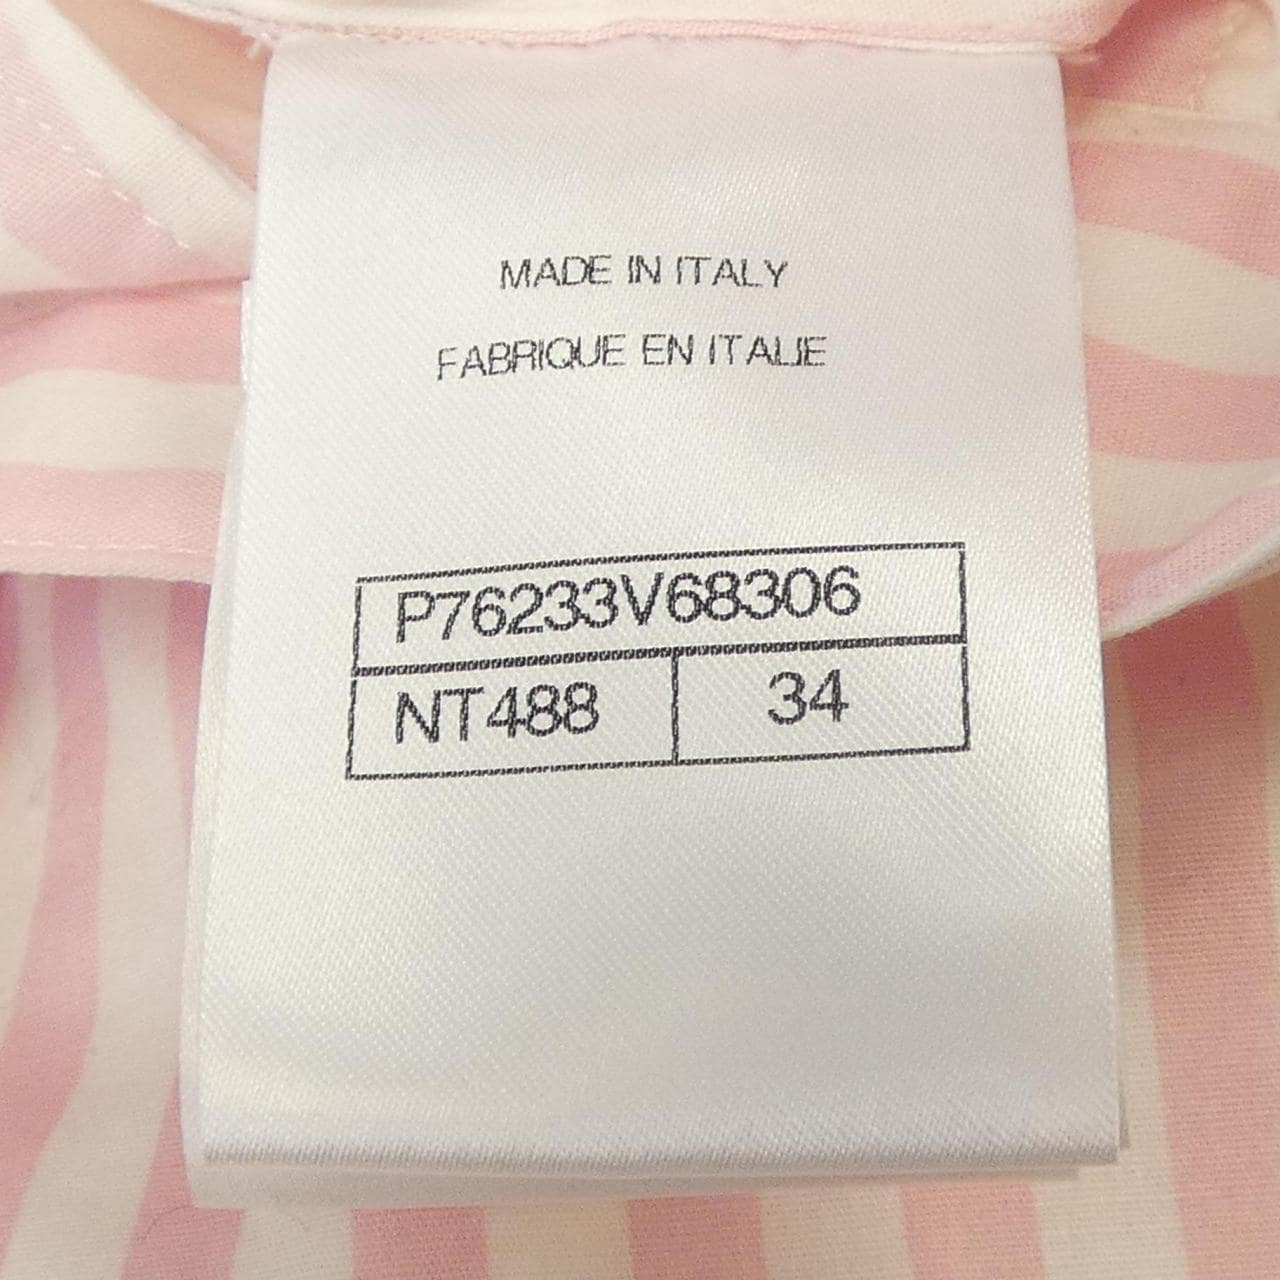 MADE IN ITALY
FABRIQUE EN ITALIE
P76233V68306
NT488 34